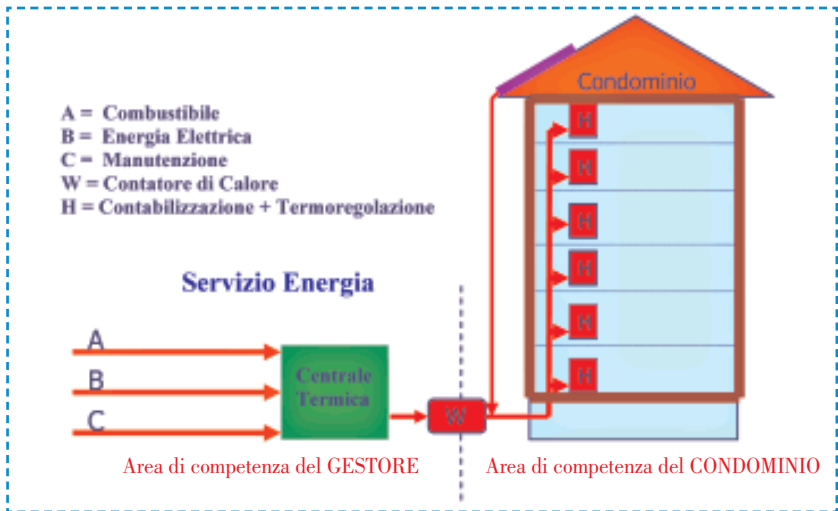 Condominio
A = Combustibile
B = Energia Elettrica
C = Manutenzione
W = Contatore di Calore
H = Contabilizzazione + Termoregolazione
H
H
H
H
H
H
Servizio Energia
A
B
C
Centrale
Termica
W
Area di competenza del GESTORE
Area di competenza del CONDOMINIO